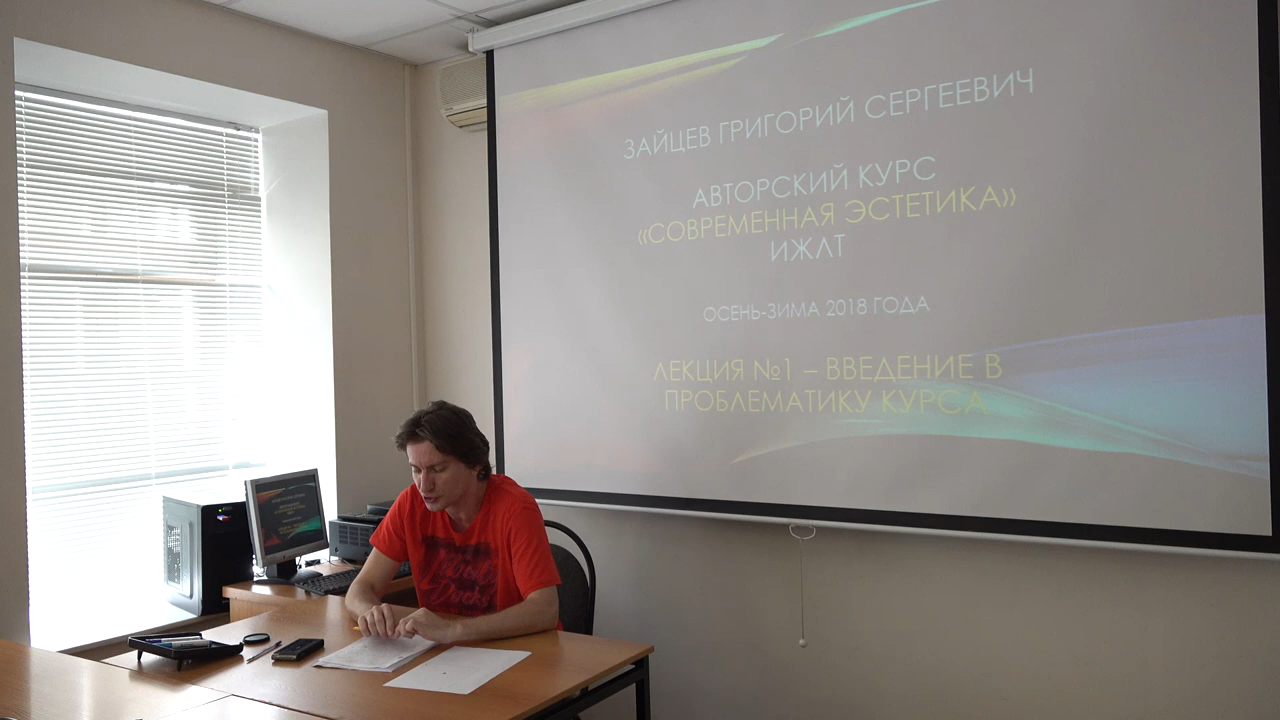 ЗАЙЦЕВ ГРИГОРИЙ СЕРГЕЕВИЧ
АВТОРСКИЙ КУРС
«СОВРЕМЕННАЯ ЭСТЕТИКА»
ИЖЛТ
ОСЕНЬ-ЗИМА 2018 ГОДА
ЛЕКЦИЯ №1 – ВВЕДЕНИЕ В
ПРОБЛЕМАТИКУ КУРСА